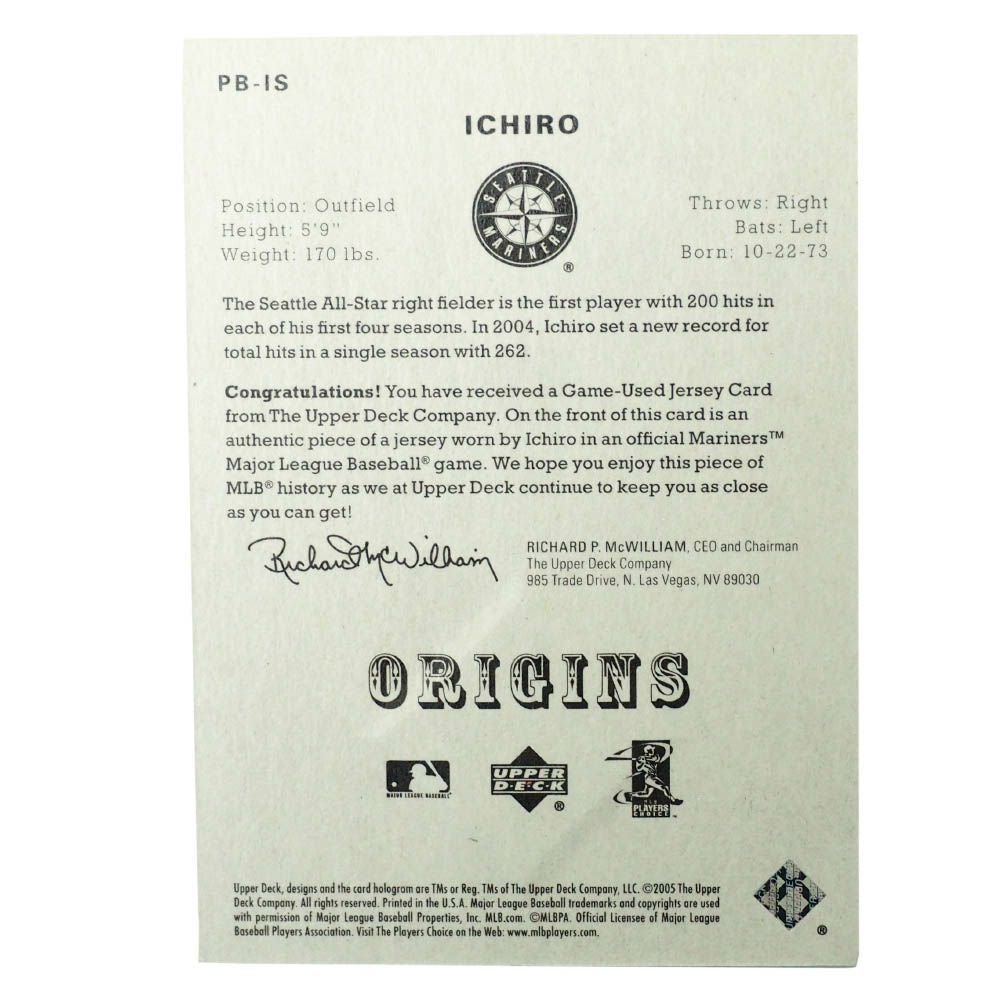 PB-IS
ICHIRO
SEATTLE
MARINERS
®
Position: Outfield
Height: 5'9"
Weight: 170 lbs.
Throws: Right
Bats: Left
Born: 10-22-73
The Seattle All-Star right fielder is the first player with 200 hits in
each of his first four seasons. In 2004, Ichiro set a new record for
total hits in a single season with 262.
Congratulations! You have received a Game-Used Jersey Card
from The Upper Deck Company. On the front of this card is an
authentic piece of a jersey worn by Ichiro in an official Mariners™
Major League Baseball® game. We hope you enjoy this piece of
MLB® history as we at Upper Deck continue to keep you as close
as you can get!
Richard McWilliam
RICHARD P. McWILLIAM, CEO and Chairman
The Upper Deck Company
985 Trade Drive, N. Las Vegas, NV 89030
ORIGINS
MAJOR LEAGUE BASEBALL
UPPER
D·E·C·K
®
MLB
PLAYERS
CHOICE
Upper Deck, designs and the card hologram are TMs or Reg. TMs of The Upper Deck Company, LLC. ©2005 The Upper
Deck Company. All rights reserved. Printed in the U.S.A. Major League Baseball trademarks and copyrights are used
with permission of Major League Baseball Properties, Inc. MLB.com. ©MLBPA. Official Licensee of Major League
Baseball Players Association. Visit The Players Choice on the Web: www.mlbplayers.com.
®